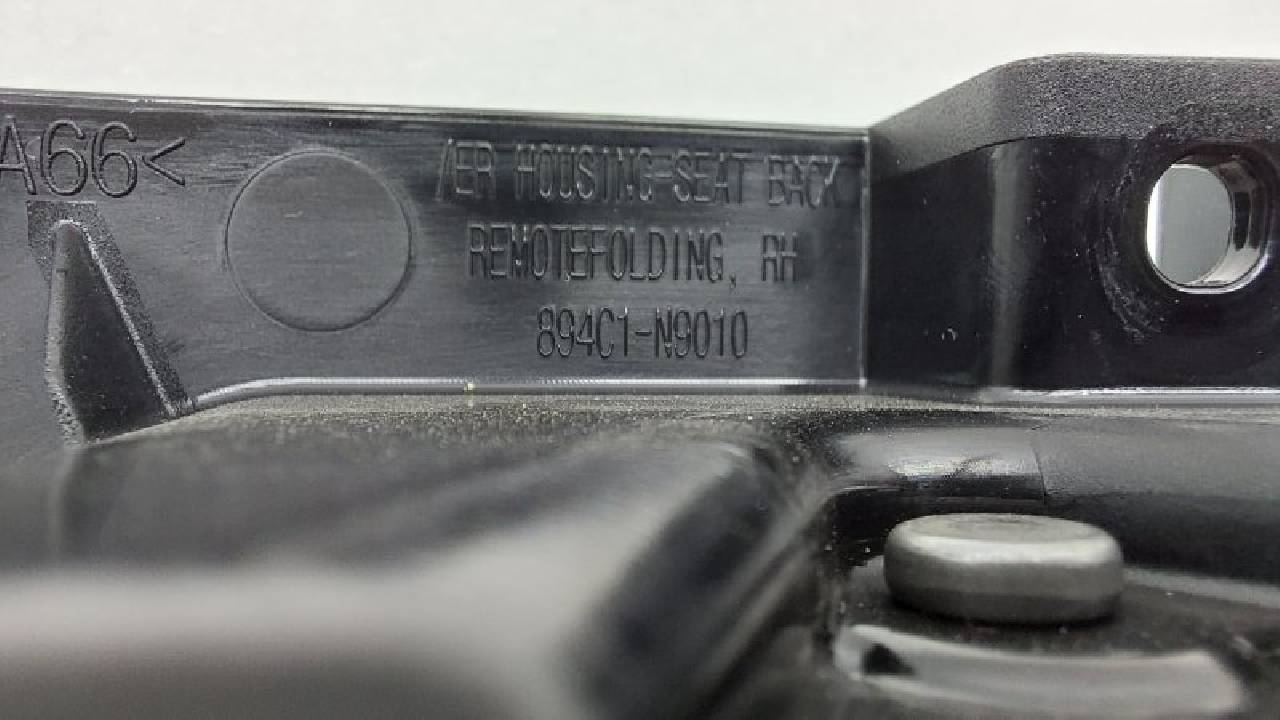 A66<
/ER HOUSING-SEAT BACK
REMOTEFOLDING, RH
894C1-N9010